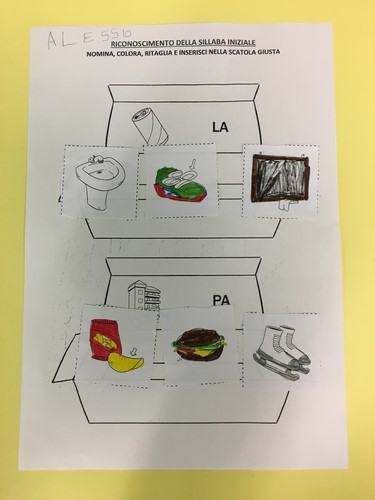 ALESSIO
RICONOSCIMENTO DELLA SILLABA INIZIALE
NOMINA, COLORA, RITAGLIA E INSERISCI NELLA SCATOLA GIUSTA
LA
PA